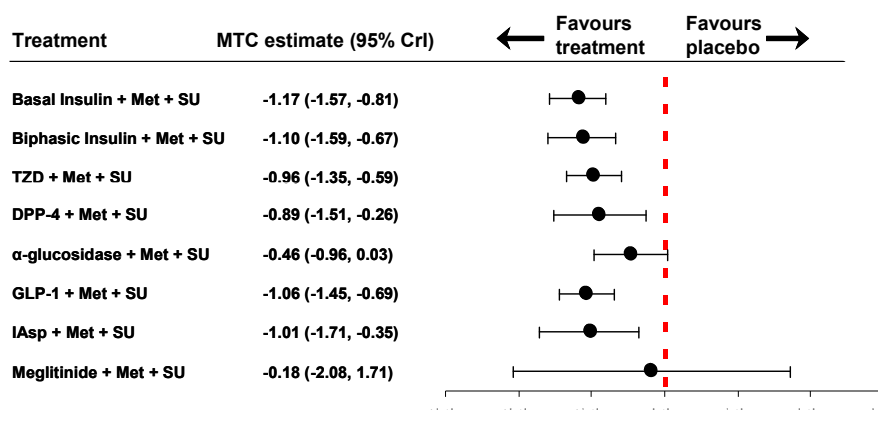 Treatment MTC estimate (95% CrI) Favours treatment Favours placebo
Basal Insulin + Met + SU -1.17 (-1.57, -0.81)
Biphasic Insulin + Met + SU -1.10 (-1.59, -0.67)
TZD + Met + SU -0.96 (-1.35, -0.59)
DPP-4 + Met + SU -0.89 (-1.51, -0.26)
α-glucosidase + Met + SU -0.46 (-0.96, 0.03)
GLP-1 + Met + SU -1.06 (-1.45, -0.69)
IAsp + Met + SU -1.01 (-1.71, -0.35)
Meglitinide + Met + SU -0.18 (-2.08, 1.71)